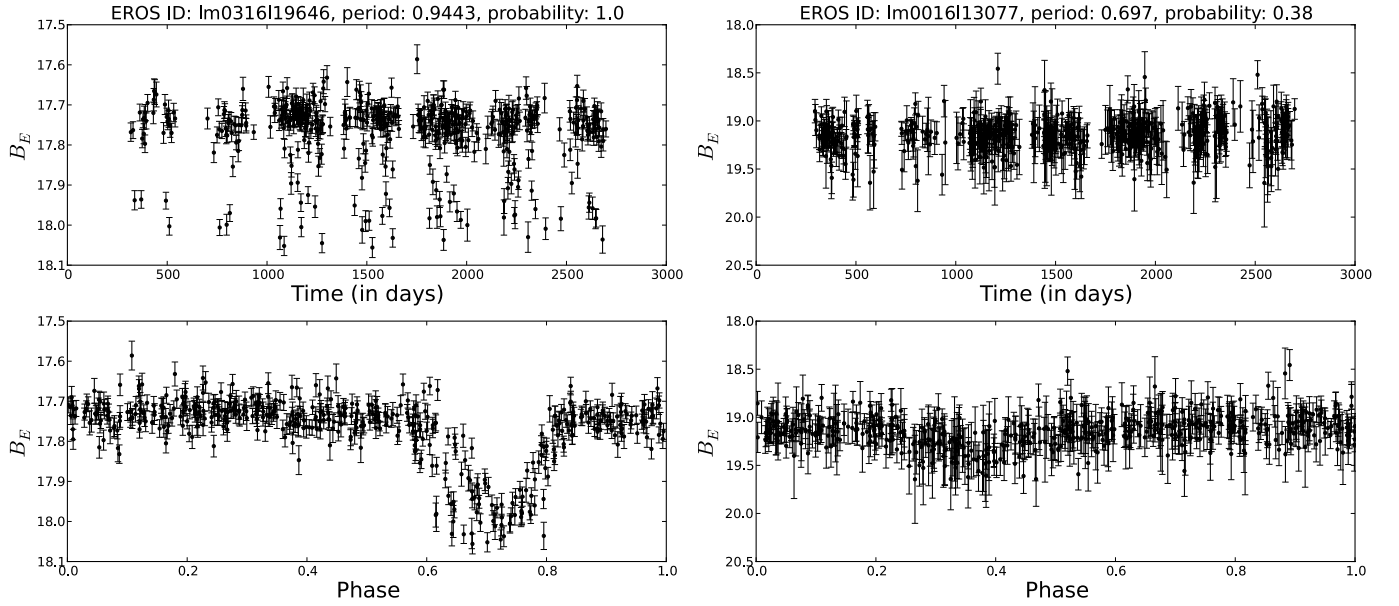 EROS ID: lm0316l19646, period: 0.9443, probability: 1.0
17.5
17.6
17.7
17.8
17.9
18.0
18.1
B_E
0 500 1000 1500 2000 2500 3000
Time (in days)
EROS ID: lm0016l13077, period: 0.697, probability: 0.38
18.0
18.5
19.0
19.5
20.0
20.5
B_E
0 500 1000 1500 2000 2500 3000
Time (in days)
17.5
17.6
17.7
17.8
17.9
18.0
18.1
B_E
0.0 0.2 0.4 0.6 0.8 1.0
Phase
18.0
18.5
19.0
19.5
20.0
20.5
B_E
0.0 0.2 0.4 0.6 0.8 1.0
Phase